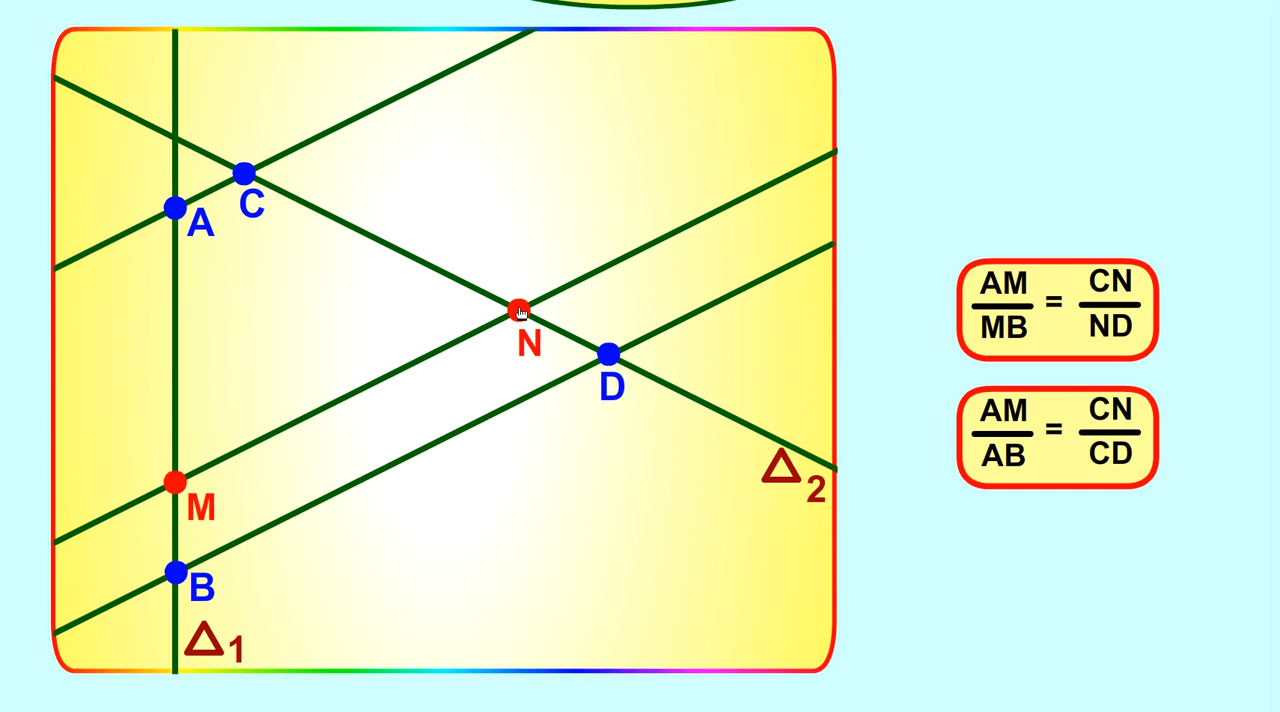 C
A
N
D
M
B
Δ2
Δ1
AM = CN
MB ND
AM = CN
AB CD